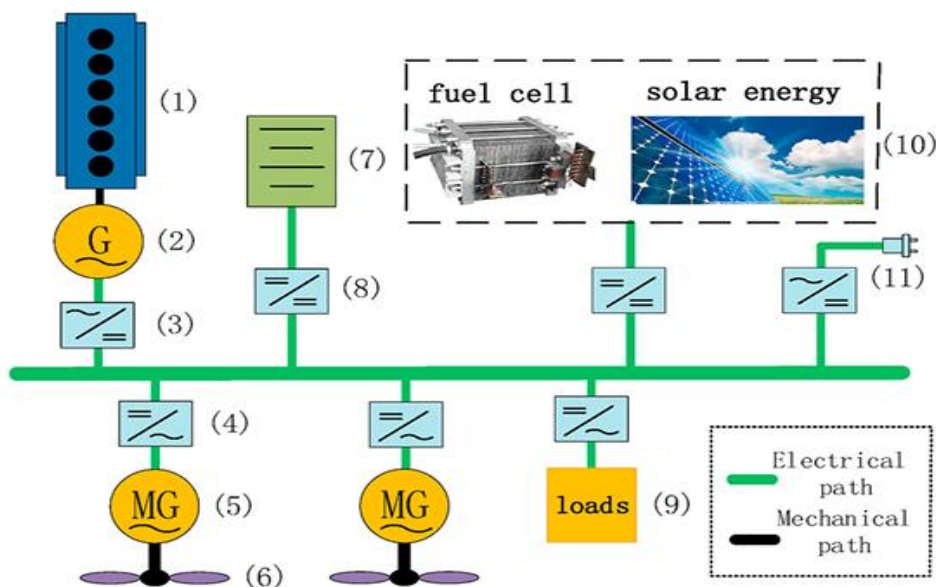 (1)
fuel cell
solar energy
(10)
(7)
G
(2)
(8)
(11)
(3)
(4)
MG
(5)
MG
loads
(9)
(6)
Electrical
path
Mechanical
path